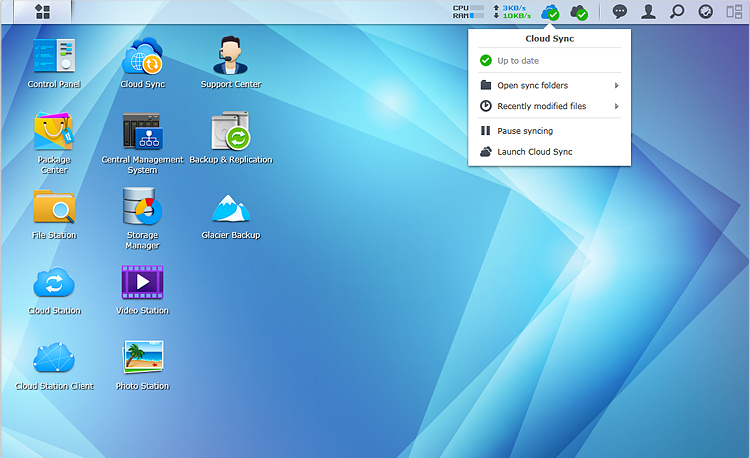 CPU
RAM
3KB/s
10KB/s
Cloud Sync
Up to date
Open sync folders
Recently modified files
Pause syncing
Launch Cloud Sync
Control Panel
Cloud Sync
Support Center
Package
Center
Central Management
System
Backup & Replication
File Station
Storage
Manager
Glacier Backup
Cloud Station
Video Station
Cloud Station Client
Photo Station